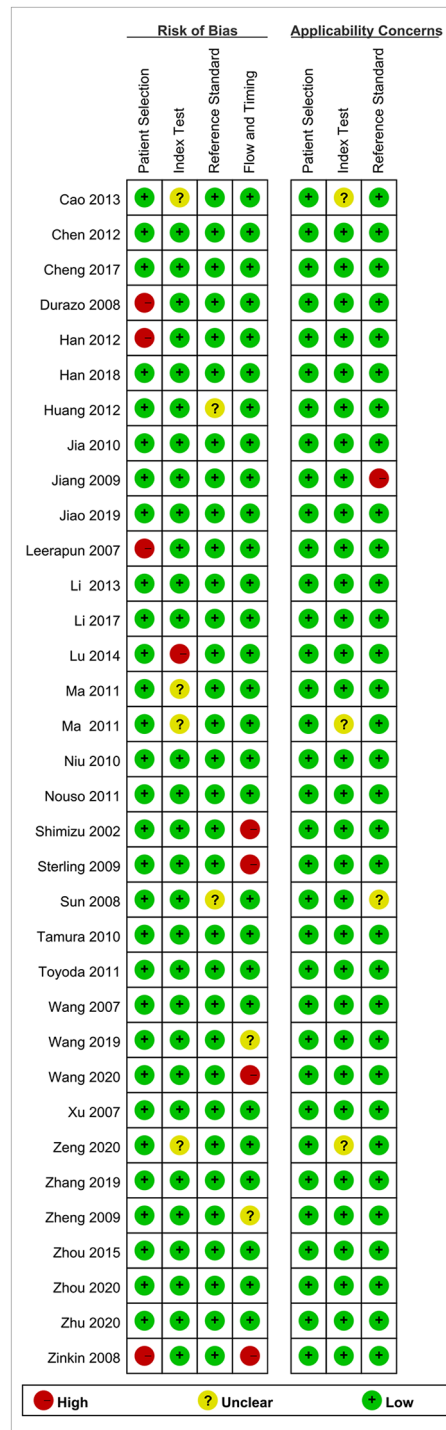 Risk of Bias Applicability Concerns
Patient Selection Index Test Reference Standard Flow and Timing Patient Selection Index Test Reference Standard
Cao 2013 + ? + + + ? +
Chen 2012 + + + + + + +
Cheng 2017 + + + + + + +
Durazo 2008 - + + + + + +
Han 2012 - + + + + + +
Han 2018 + + + + + + +
Huang 2012 + + ? + + + +
Jia 2010 + + + + + + +
Jiang 2009 + + + + + + -
Jiao 2019 + + + + + + +
Leerapun 2007 - + + + + + +
Li 2013 + + + + + + +
Li 2017 + + + + + + +
Lu 2014 + - + + + + +
Ma 2011 + ? + + + + +
Ma 2011 + ? + + + ? +
Niu 2010 + + + + + + +
Nouso 2011 + + + + + + +
Shimizu 2002 + + + - + + +
Sterling 2009 + + + - + + +
Sun 2008 + + ? + + + ?
Tamura 2010 + + + + + + +
Toyoda 2011 + + + + + + +
Wang 2007 + + + + + + +
Wang 2019 + + + ? + + +
Wang 2020 + + + - + + +
Xu 2007 + + + + + + +
Zeng 2020 + ? + + + ? +
Zhang 2019 + + + + + + +
Zheng 2009 + + + ? + + +
Zhou 2015 + + + + + + +
Zhou 2020 + + + + + + +
Zhu 2020 + + + + + + +
Zinkin 2008 - + + - + + +
- High ? Unclear + Low